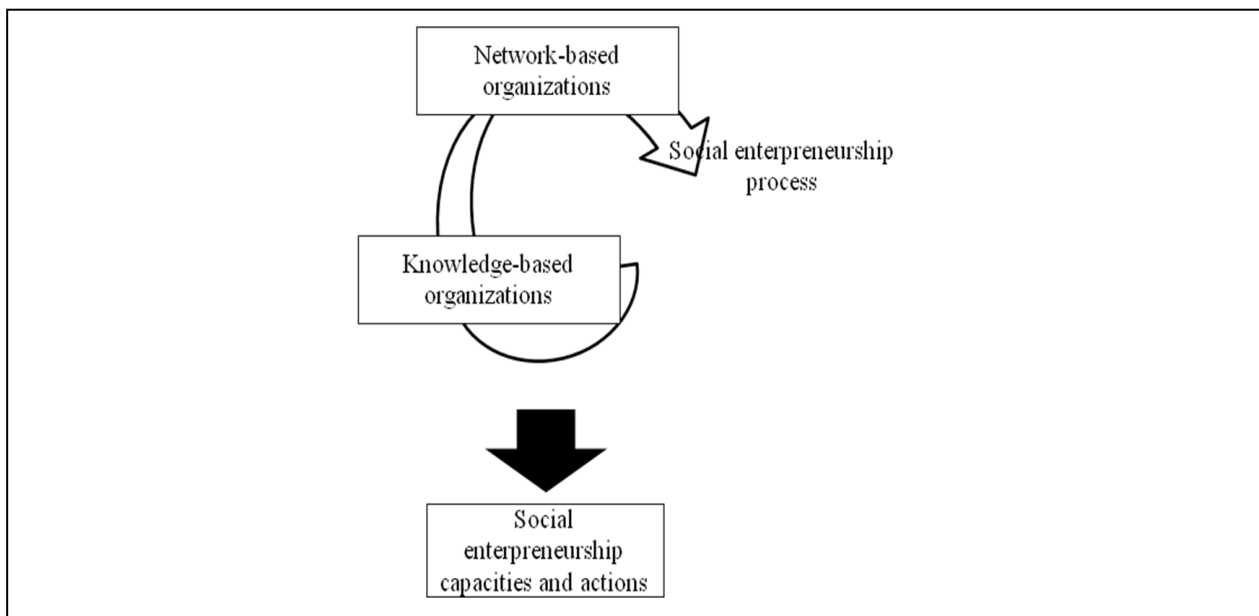 Network-based
organizations
Social enterpreneurship
process
Knowledge-based
organizations
Social
enterpreneurship
capacities and actions